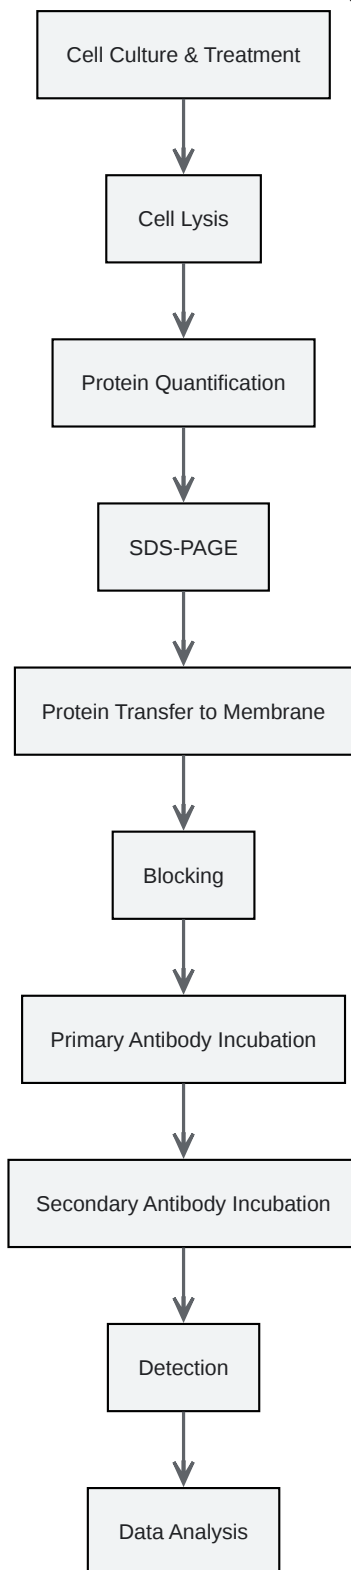 Cell Culture & Treatment
Cell Lysis
Protein Quantification
SDS-PAGE
Protein Transfer to Membrane
Blocking
Primary Antibody Incubation
Secondary Antibody Incubation
Detection
Data Analysis